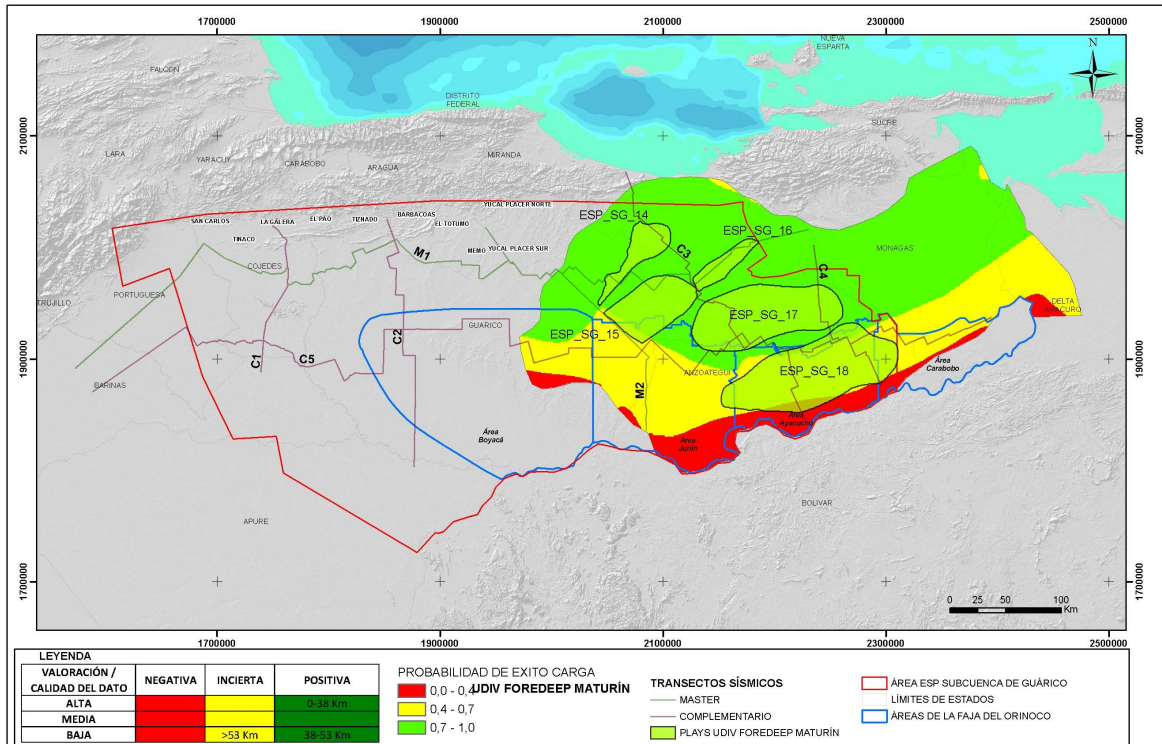 1700000 1900000 2100000 2300000 2500000
NUEVA
ESPARTA
N
FALCÓN
DISTRITO
FEDERAL
2100000
SUCRE
2100000
LARA
YARACUY
CARABOBO
ARAGUA
MIRANDA
YUCAL PLACER NORTE
SAN CARLOS
LA GALERA
EL PAO
TIZNADO
BARBACOAS
EL TOTUMO
ESP_SG_14
ESP_SG_16
TINACO
M1
MEMO
YUCAL PLACER SUR
C3
MONAGAS
COJEDES
C4
PORTUGUESA
TRUJILLO
DELTA
AMACURO
GUARICO
ESP_SG_15
ESP_SG_17
1900000
C1
C5
C2
M2
ANZOATEGUI
ESP_SG_18
Área
Carabobo
1900000
BARINAS
Área
Boyacá
Área
Junín
Área
Ayacucho
BOLIVAR
APURE
1700000
1700000
0 25 50 100
Km
1700000 1900000 2100000 2300000 2500000
LEYENDA
VALORACIÓN /
CALIDAD DEL DATO
NEGATIVA INCIERTA POSITIVA
ALTA 0-38 Km
MEDIA
BAJA >53 Km 38-53 Km
PROBABILIDAD DE EXITO CARGA
UDIV FOREDEEP MATURÍN
0,0 - 0,4
0,4 - 0,7
0,7 - 1,0
TRANSECTOS SÍSMICOS
MASTER
COMPLEMENTARIO
PLAYS UDIV FOREDEEP MATURÍN
ÁREA ESP SUBCUENCA DE GUÁRICO
LÍMITES DE ESTADOS
ÁREAS DE LA FAJA DEL ORINOCO